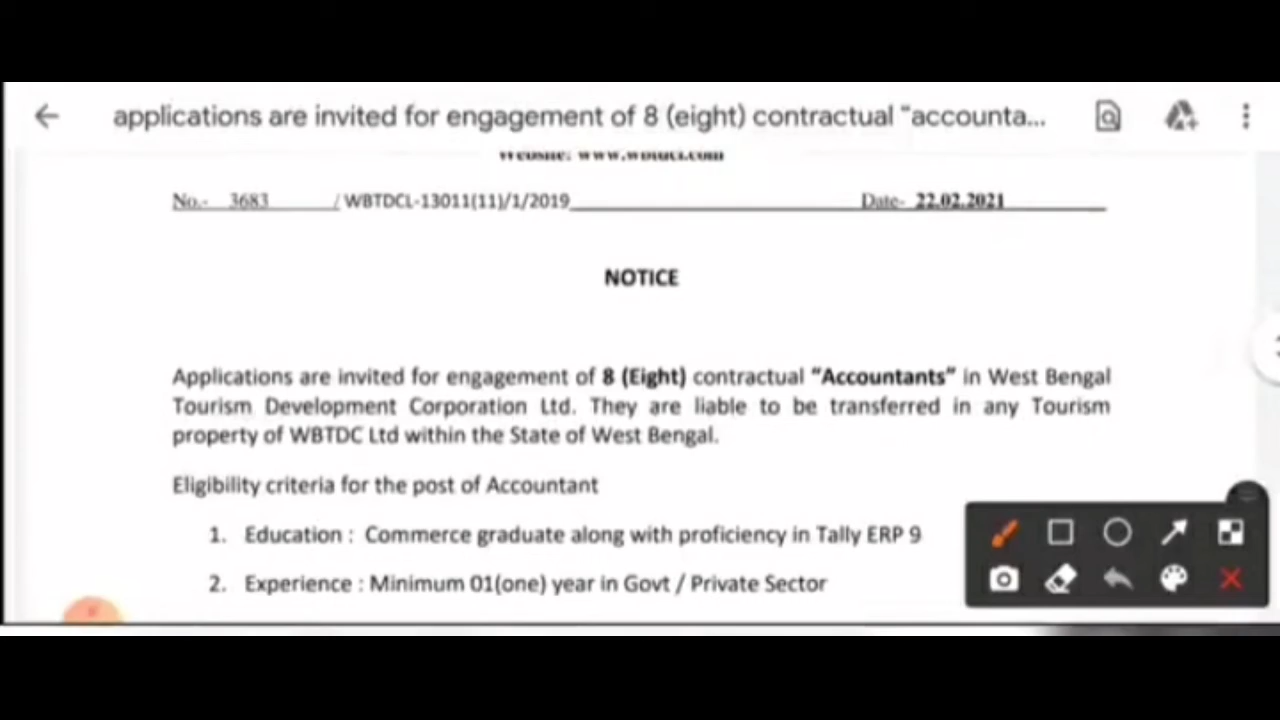 applications are invited for engagement of 8 (eight) contractual "accounta...
Website: www.wbtdcl.com
No.- 3683 / WBTDCL-13011(11)/1/2019 Date- 22.02.2021
NOTICE
Applications are invited for engagement of 8 (Eight) contractual "Accountants" in West Bengal
Tourism Development Corporation Ltd. They are liable to be transferred in any Tourism
property of WBTDC Ltd within the State of West Bengal.
Eligibility criteria for the post of Accountant
1. Education : Commerce graduate along with proficiency in Tally ERP 9
2. Experience : Minimum 01(one) year in Govt / Private Sector